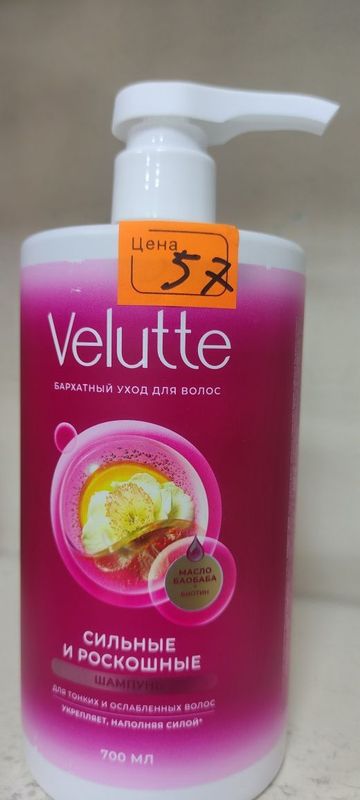 Цена
57
Velutte
БАРХАТНЫЙ УХОД ДЛЯ ВОЛОС
МАСЛО
БАОБАБА
+
БИОТИН
СИЛЬНЫЕ
И РОСКОШНЫЕ
ШАМПУНЬ
ДЛЯ ТОНКИХ И ОСЛАБЛЕННЫХ ВОЛОС
УКРЕПЛЯЕТ, НАПОЛНЯЯ СИЛОЙ*
700 МЛ